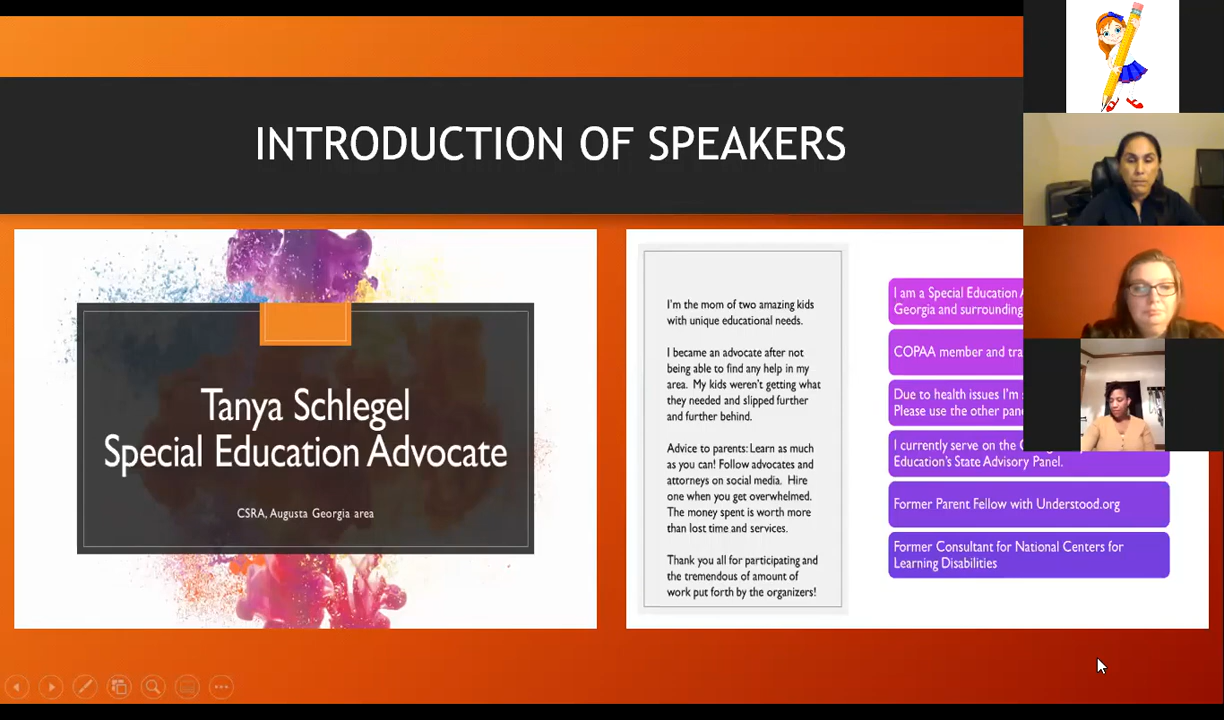 INTRODUCTION OF SPEAKERS
Tanya Schlegel
Special Education Advocate
CSRA, Augusta Georgia area
I'm the mom of two amazing kids
with unique educational needs.
I became an advocate after not
being able to find any help in my
area. My kids weren't getting what
they needed and slipped further
and further behind.
Advice to parents: Learn as much
as you can! Follow advocates and
attorneys on social media. Hire
one when you get overwhelmed.
The money spent is worth more
than lost time and services.
Thank you all for participating and
the tremendous of amount of
work put forth by the organizers!
I am a Special Education
Georgia and surrounding
COPAA member and
Due to health issues I'm
Please use the other
I currently serve on the
Education's State Advisory Panel.
Former Parent Fellow with Understood.org
Former Consultant for National Centers for
Learning Disabilities